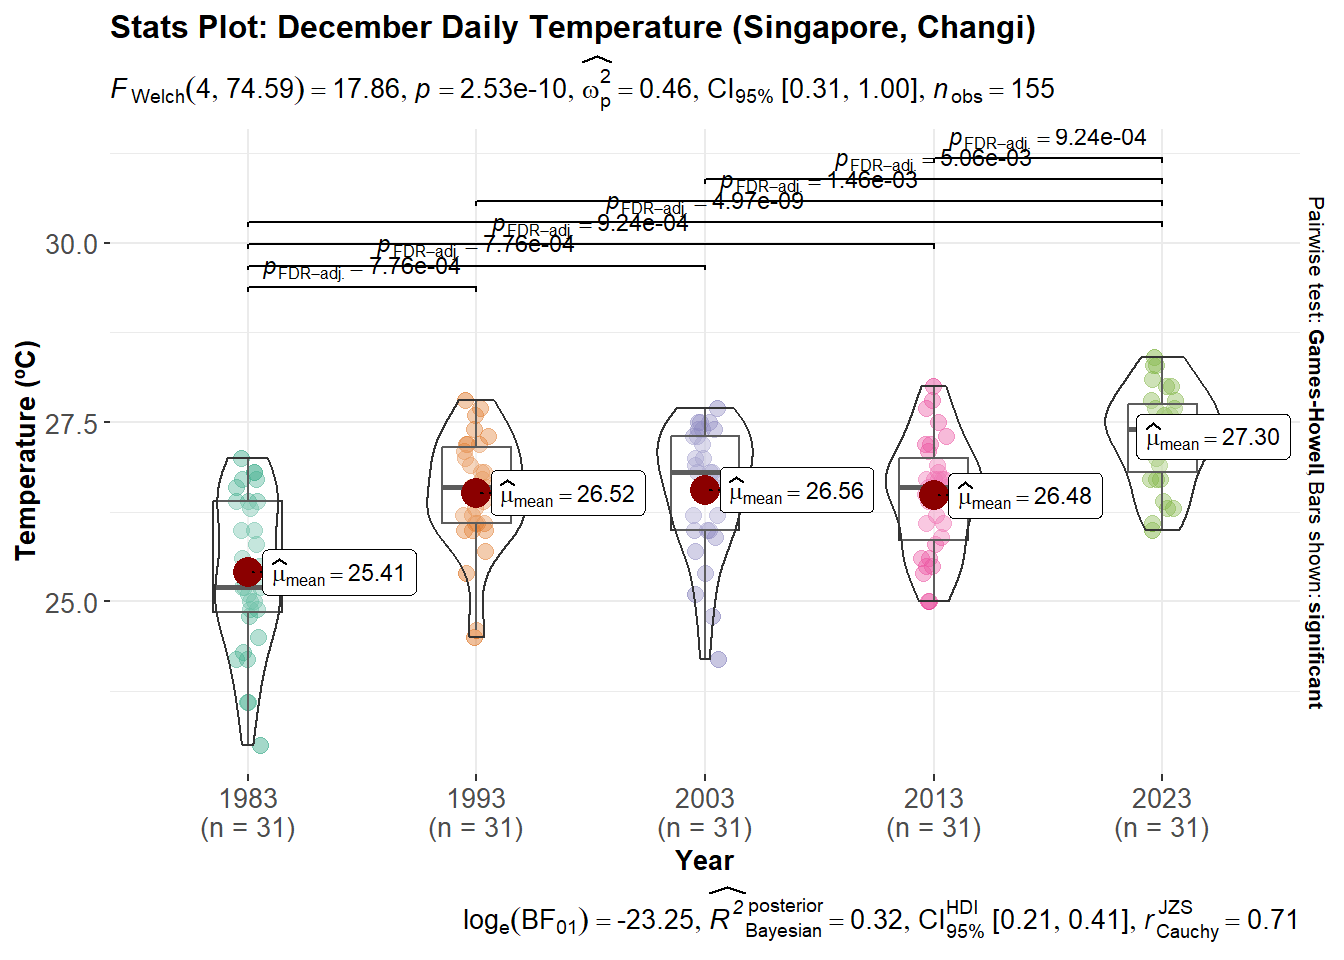 Stats Plot: December Daily Temperature (Singapore, Changi)
F Welch(4, 74.59) = 17.86, p = 2.53e-10, ω̂²p = 0.46, CI95% [0.31, 1.00], nobs = 155
pFDR−adj. = 9.24e-04
pFDR−adj. = 5.06e-03
pFDR−adj. = 1.46e-03
pFDR−adj. = 4.97e-09
pFDR−adj. = 9.24e-04
pFDR−adj. = 7.76e-04
pFDR−adj. = 7.76e-04
30.0
27.5
25.0
Temperature (ºC)
μ̂mean = 25.41
μ̂mean = 26.52
μ̂mean = 26.56
μ̂mean = 26.48
μ̂mean = 27.30
Pairwise test: Games-Howell, Bars shown: significant
1983
(n = 31)
1993
(n = 31)
2003
(n = 31)
2013
(n = 31)
2023
(n = 31)
Year
loge(BF01) = -23.25, R̂² posterior Bayesian = 0.32, CI HDI 95% [0.21, 0.41], r JZS Cauchy = 0.71